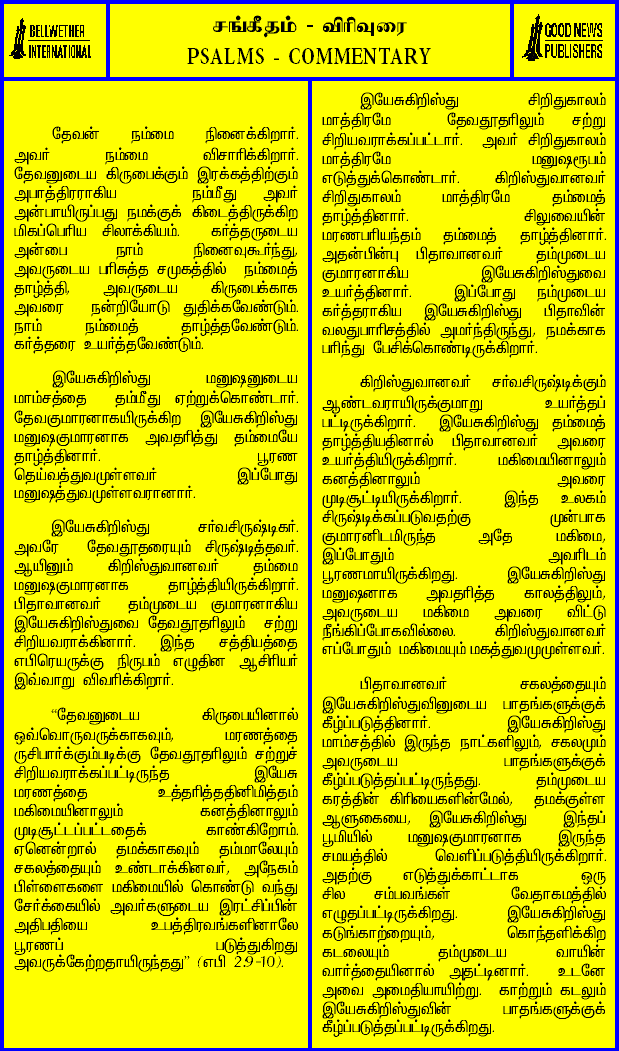 BELLWETHER
INTERNATIONAL
சங்கீதம் - விரிவுரை
PSALMS - COMMENTARY
GOOD NEWS
PUBLISHERS
தேவன் நம்மை நினைக்கிறார்.
அவர் நம்மை விசாரிக்கிறார்.
தேவனுடைய கிருபைக்கும் இரக்கத்திற்கும்
அபாத்திரராகிய நம்மீது அவர்
அன்பாயிருப்பது நமக்குக் கிடைத்திருக்கிற
மிகப்பெரிய சிலாக்கியம். கர்த்தருடைய
அன்பை நாம் நினைவுகூர்ந்து,
அவருடைய பரிசுத்த சமுகத்தில் நம்மைத்
தாழ்த்தி, அவருடைய கிருபைக்காக
அவரை நன்றியோடு துதிக்கவேண்டும்.
நாம் நம்மைத் தாழ்த்தவேண்டும்.
கர்த்தரை உயர்த்தவேண்டும்.
இயேசுகிறிஸ்து மனுஷனுடைய
மாம்சத்தை தம்மீது ஏற்றுக்கொண்டார்.
தேவகுமாரனாகயிருக்கிற இயேசுகிறிஸ்து
மனுஷகுமாரனாக அவதரித்து தம்மையே
தாழ்த்தினார். பூரண
தெய்வத்துவமுள்ளவர் இப்போது
மனுஷத்துவமுள்ளவரானார்.
இயேசுகிறிஸ்து சர்வசிருஷ்டிகர்.
அவரே தேவதூதரையும் சிருஷ்டித்தவர்.
ஆயினும் கிறிஸ்துவானவர் தம்மை
மனுஷகுமாரனாக தாழ்த்தியிருக்கிறார்.
பிதாவானவர் தம்முடைய குமாரனாகிய
இயேசுகிறிஸ்துவை தேவதூதரிலும் சற்று
சிறியவராக்கினார். இந்த சத்தியத்தை
எபிரெயருக்கு நிருபம் எழுதின ஆசிரியர்
இவ்வாறு விவரிக்கிறார்.
“தேவனுடைய கிருபையினால்
ஒவ்வொருவருக்காகவும், மரணத்தை
ருசிபார்க்கும்படிக்கு தேவதூதரிலும் சற்றுச்
சிறியவராக்கப்பட்டிருந்த இயேசு
மரணத்தை உத்தரித்ததினிமித்தம்
மகிமையினாலும் கனத்தினாலும்
முடிசூட்டப்பட்டதைக் காண்கிறோம்.
ஏனென்றால் தமக்காகவும் தம்மாலேயும்
சகலத்தையும் உண்டாக்கினவர், அநேகம்
பிள்ளைகளை மகிமையில் கொண்டு வந்து
சேர்க்கையில் அவர்களுடைய இரட்சிப்பின்
அதிபதியை உபத்திரவங்களினாலே
பூரணப் படுத்துகிறது
அவருக்கேற்றதாயிருந்தது” (எபி 2:9-10).
இயேசுகிறிஸ்து சிறிதுகாலம்
மாத்திரமே தேவதூதரிலும் சற்று
சிறியவராக்கப்பட்டார். அவர் சிறிதுகாலம்
மாத்திரமே மனுஷரூபம்
எடுத்துக்கொண்டார். கிறிஸ்துவானவர்
சிறிதுகாலம் மாத்திரமே தம்மைத்
தாழ்த்தினார். சிலுவையின்
மரணபரியந்தம் தம்மைத் தாழ்த்தினார்.
அதன்பின்பு பிதாவானவர் தம்முடைய
குமாரனாகிய இயேசுகிறிஸ்துவை
உயர்த்தினார். இப்போது நம்முடைய
கர்த்தராகிய இயேசுகிறிஸ்து பிதாவின்
வலதுபாரிசத்தில் அமர்ந்திருந்து, நமக்காக
பரிந்து பேசிக்கொண்டிருக்கிறார்.
கிறிஸ்துவானவர் சர்வசிருஷ்டிக்கும்
ஆண்டவராயிருக்குமாறு உயர்த்தப்
பட்டிருக்கிறார். இயேசுகிறிஸ்து தம்மைத்
தாழ்த்தியதினால் பிதாவானவர் அவரை
உயர்த்தியிருக்கிறார். மகிமையினாலும்
கனத்தினாலும் அவரை
முடிசூட்டியிருக்கிறார். இந்த உலகம்
சிருஷ்டிக்கப்படுவதற்கு முன்பாக
குமாரனிடமிருந்த அதே மகிமை,
இப்போதும் அவரிடம்
பூரணமாயிருக்கிறது. இயேசுகிறிஸ்து
மனுஷனாக அவதரித்த காலத்திலும்,
அவருடைய மகிமை அவரை விட்டு
நீங்கிப்போகவில்லை. கிறிஸ்துவானவர்
எப்போதும் மகிமையும் மகத்துவமுமுள்ளவர்.
பிதாவானவர் சகலத்தையும்
இயேசுகிறிஸ்துவினுடைய பாதங்களுக்குக்
கீழ்ப்படுத்தினார். இயேசுகிறிஸ்து
மாம்சத்தில் இருந்த நாட்களிலும், சகலமும்
அவருடைய பாதங்களுக்குக்
கீழ்ப்படுத்தப்பட்டிருந்தது. தம்முடைய
கரத்தின் கிரியைகளின்மேல், தமக்குள்ள
ஆளுகையை, இயேசுகிறிஸ்து இந்தப்
பூமியில் மனுஷகுமாரனாக இருந்த
சமயத்தில் வெளிப்படுத்தியிருக்கிறார்.
அதற்கு எடுத்துக்காட்டாக ஒரு
சில சம்பவங்கள் வேதாகமத்தில்
எழுதப்பட்டிருக்கிறது. இயேசுகிறிஸ்து
கடுங்காற்றையும், கொந்தளிக்கிற
கடலையும் தம்முடைய வாயின்
வார்த்தையினால் அதட்டினார். உடனே
அவை அமைதியாயிற்று. காற்றும் கடலும்
இயேசுகிறிஸ்துவின் பாதங்களுக்குக்
கீழ்ப்படுத்தப்பட்டிருக்கிறது.